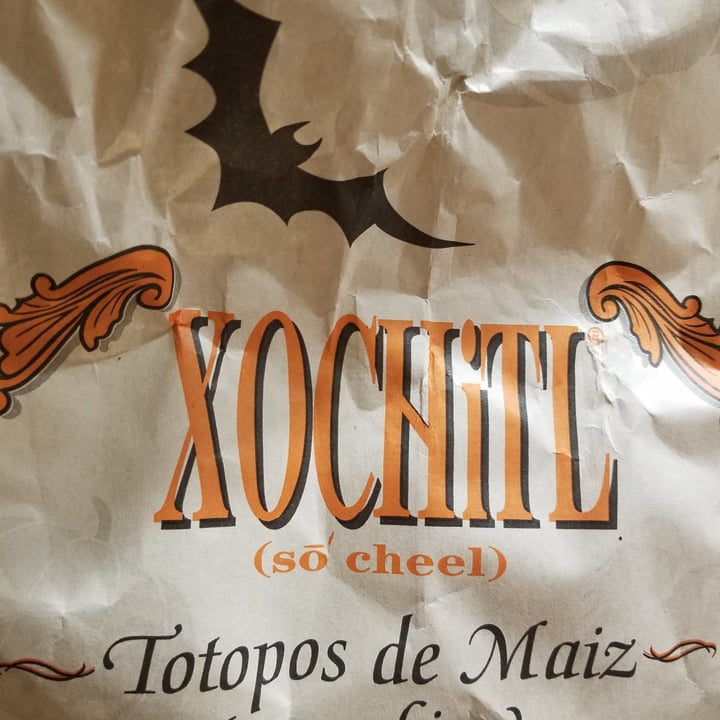 XOCHiTL®
(sō' cheel)
Totopos de Maiz